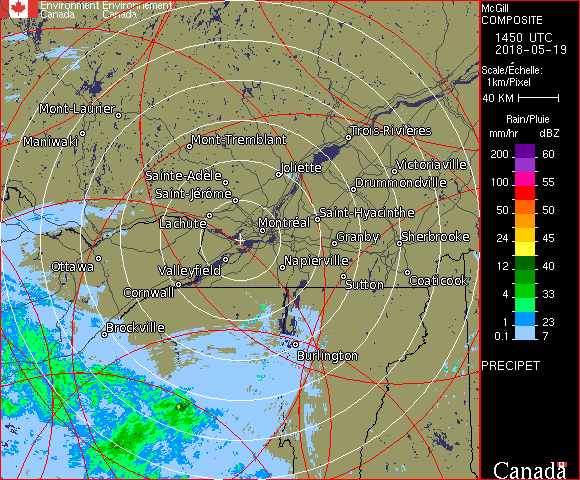 Environment Environnement
Canada Canada
McGill
COMPOSITE
1450 UTC
2018-05-19
Scale/Échelle:
1km/Pixel
40 KM
Rain/Pluie
mm/hr dBZ
200 60
55
100 55
50 50
24 45
12 40
4 33
1 23
0.1 7
PRECIPET
Canada
Mont-Laurier
Maniwaki
Mont-Tremblant
Trois-Rivières
Sainte-Adèle
Joliette
Victoriaville
Saint-Jérôme
Drummondville
Lachute
Montréal
Saint-Hyacinthe
Granby
Sherbrooke
Ottawa
Valleyfield
Napierville
Cornwall
Sutton
Coaticook
Brockville
Burlington